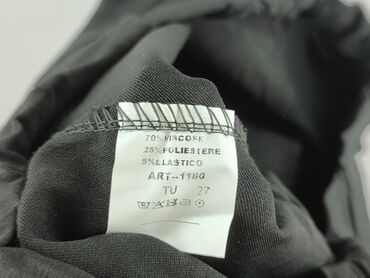 70% VISCOSE
25% POLIESTERE
5% ELASTICO
ART--1180
TU 27